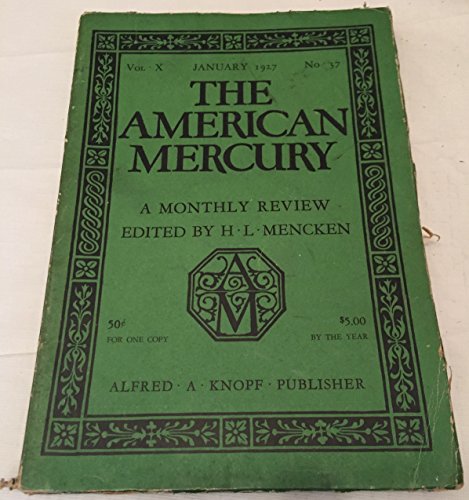 VOL · X JANUARY 1927 NO · 37
THE
AMERICAN
MERCURY
A MONTHLY REVIEW
EDITED BY H · L · MENCKEN
AM
50¢ $5.00
FOR ONE COPY BY THE YEAR
ALFRED · A · KNOPF · PUBLISHER